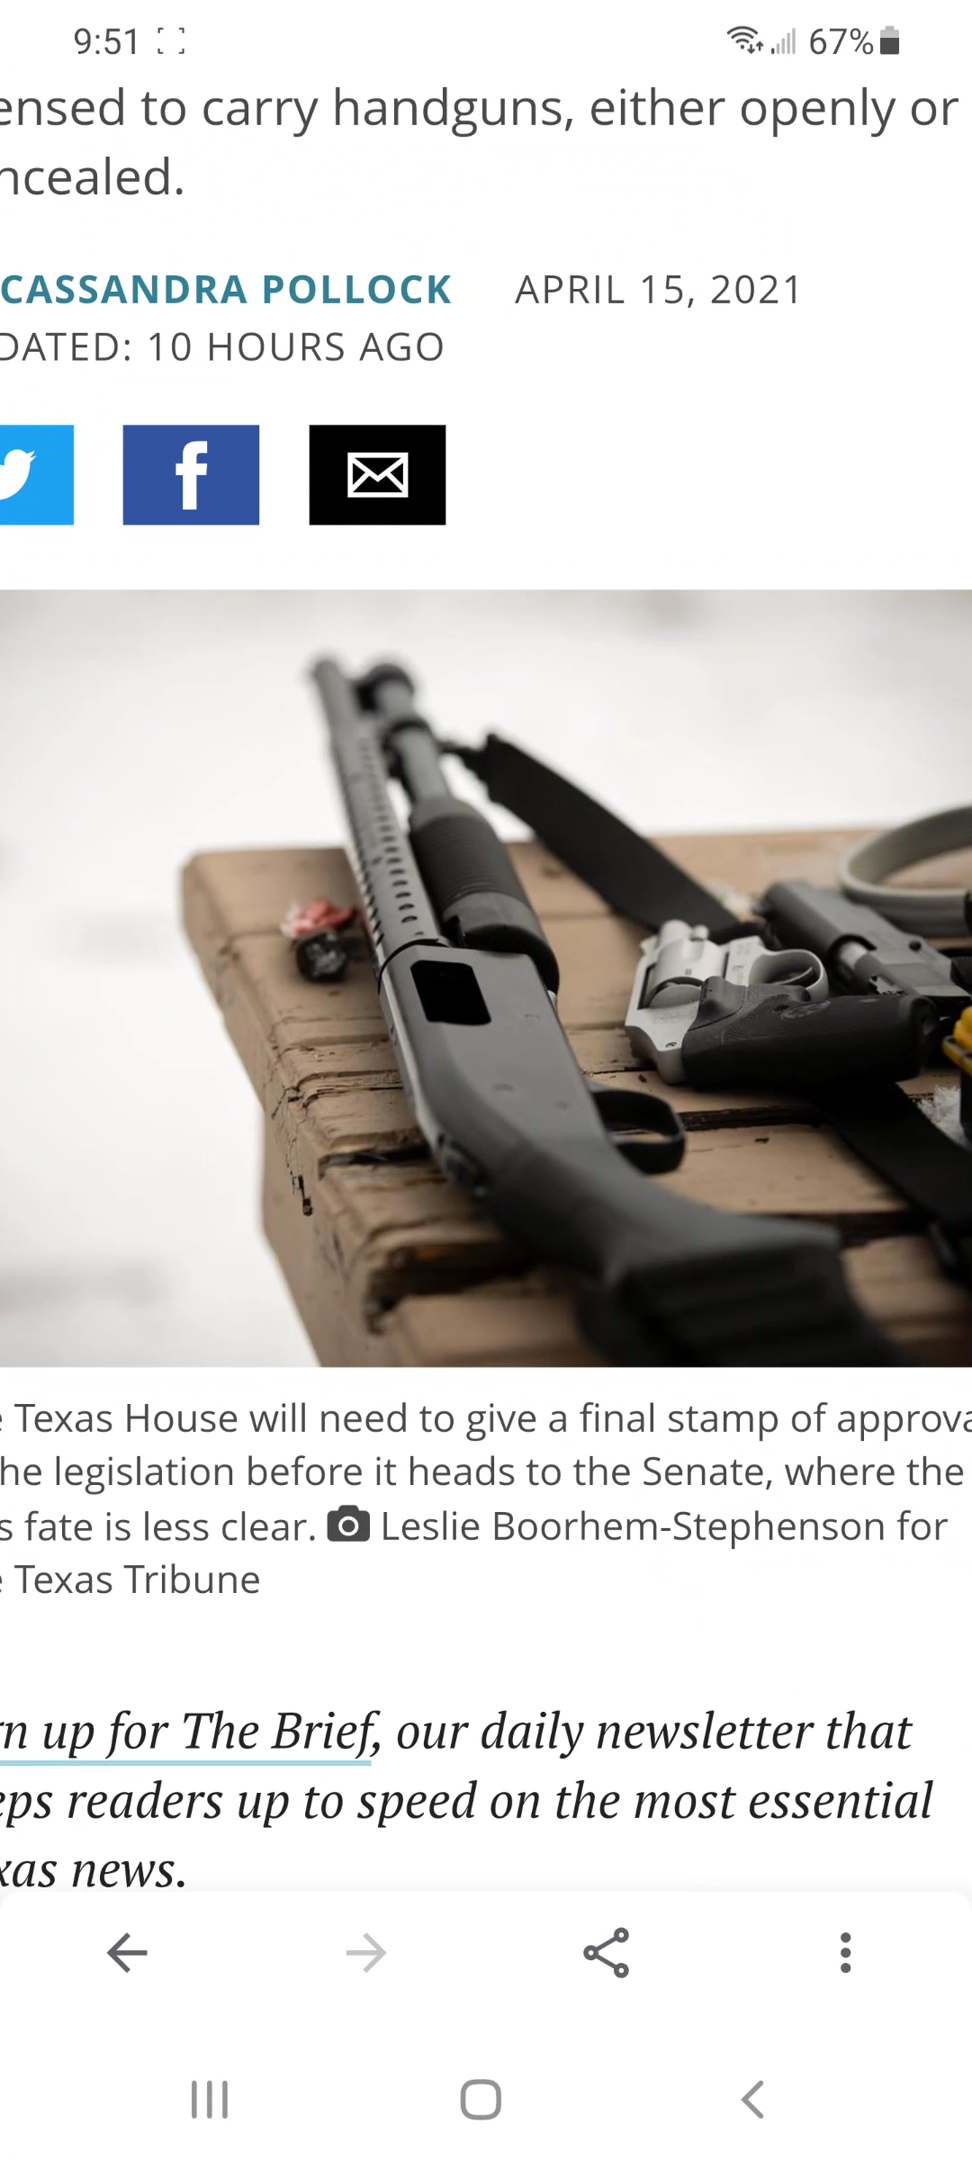 9:51 67%
ensed to carry handguns, either openly or
ncealed.
CASSANDRA POLLOCK APRIL 15, 2021
DATED: 10 HOURS AGO
e Texas House will need to give a final stamp of approva
he legislation before it heads to the Senate, where the
s fate is less clear. Leslie Boorhem-Stephenson for
e Texas Tribune
n up for The Brief, our daily newsletter that
eps readers up to speed on the most essential
xas news.